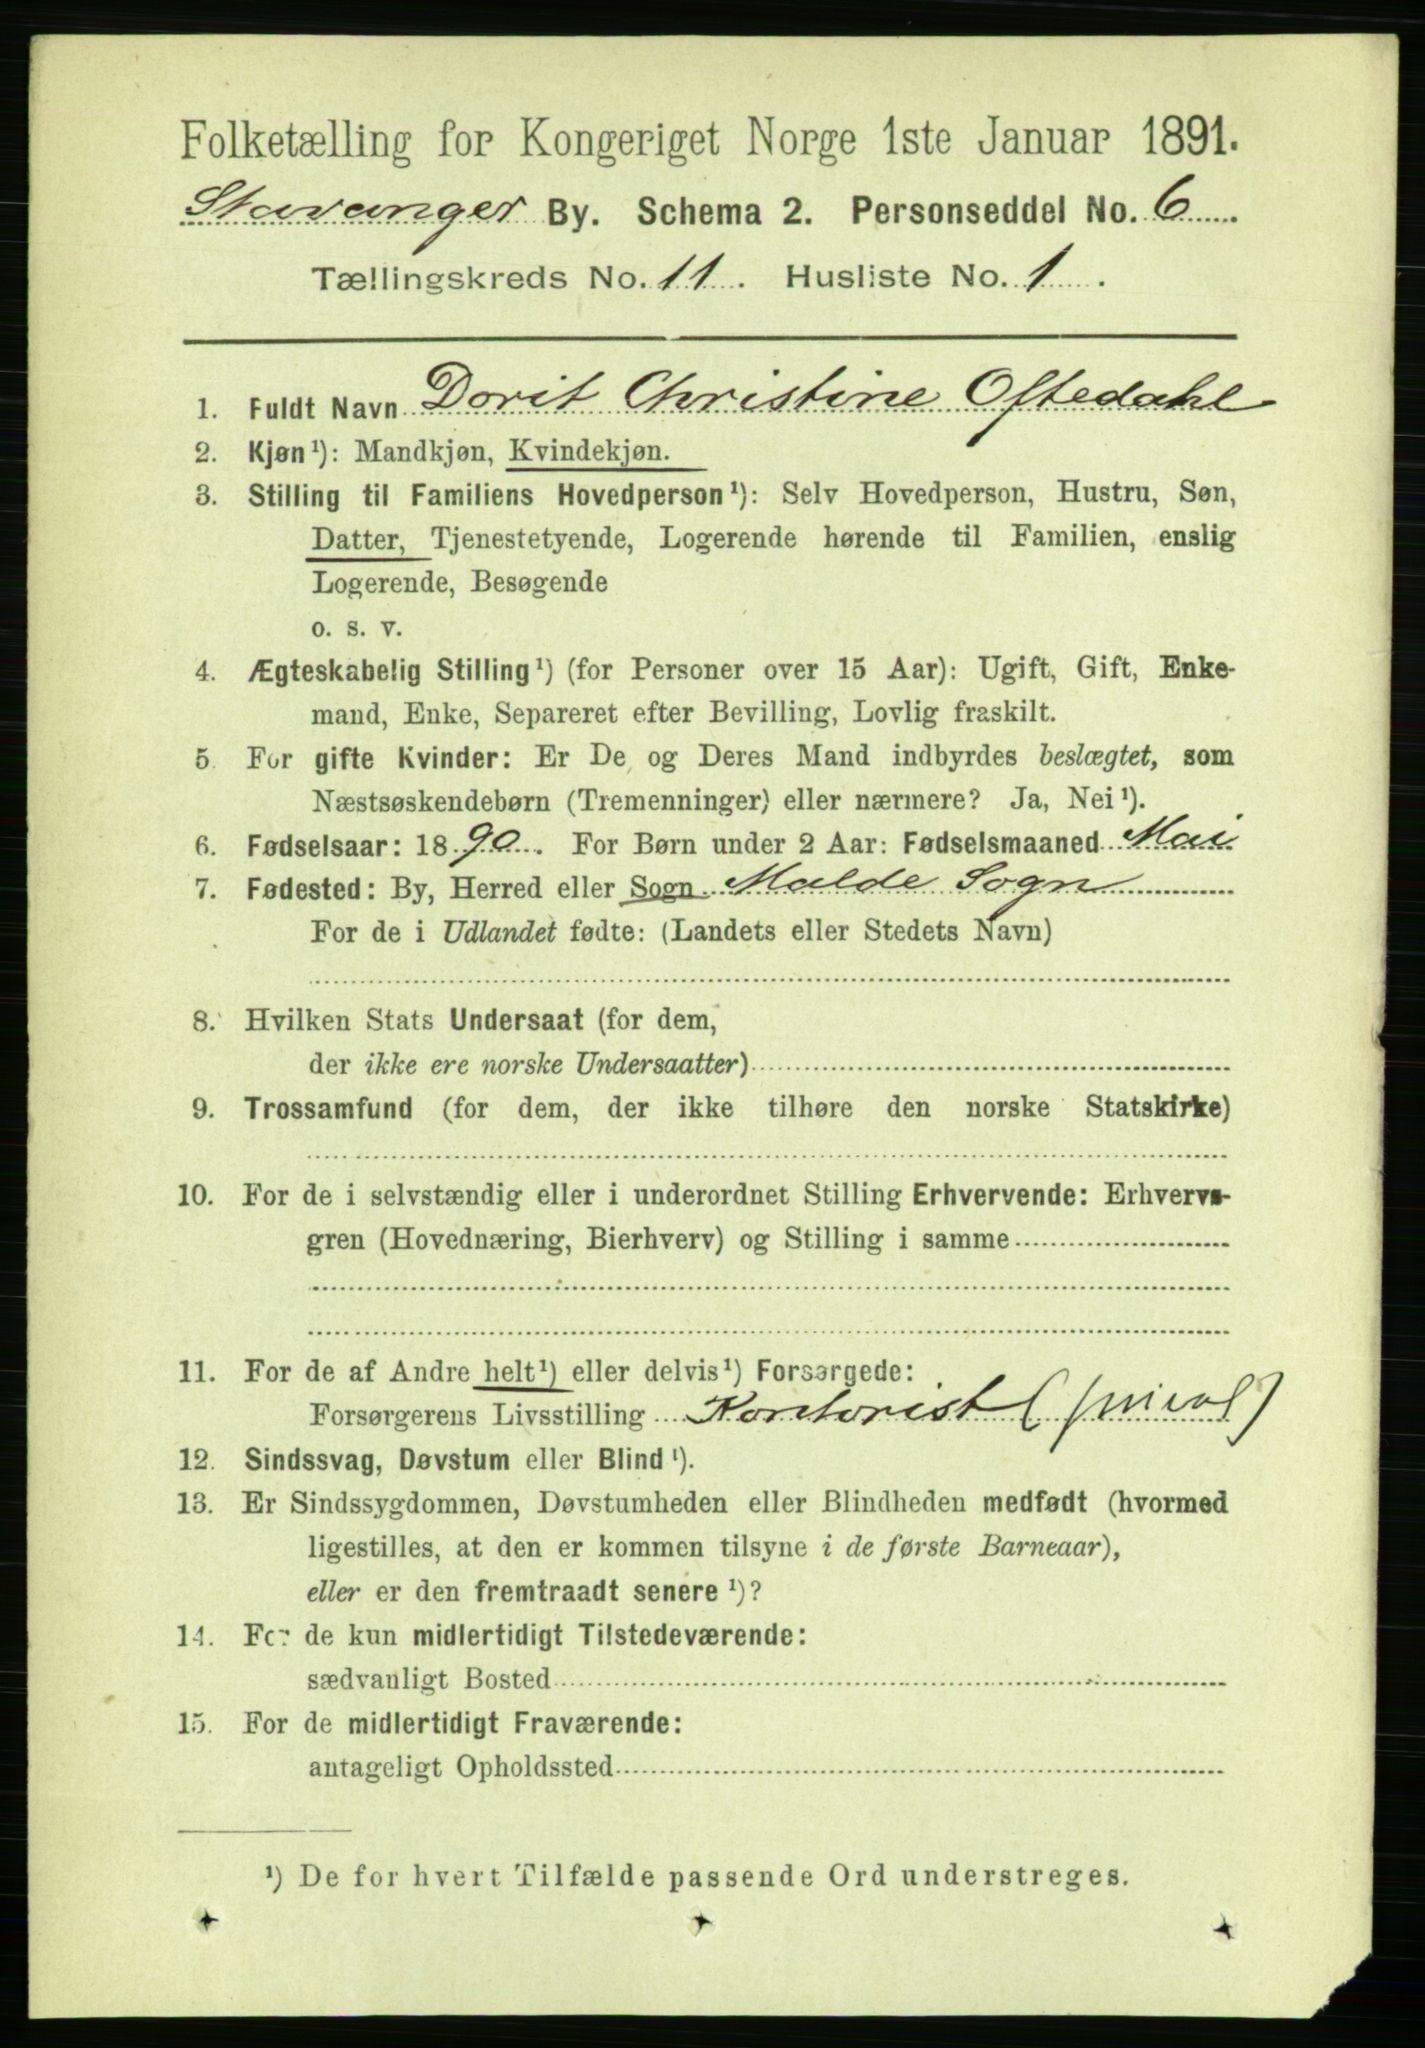 Folketælling for Kongeriget Norge 1ste Januar 1891.
Stavanger By. Schema 2. Personseddel No. 6
Tællingskreds No. 11. Husliste No. 1.
1. Fuldt Navn Dorit Christine Oftedahl
2. Kjøn¹): Mandkjøn, Kvindekjøn.
3. Stilling til Familiens Hovedperson¹): Selv Hovedperson, Hustru, Søn,
Datter, Tjenestetyende, Logerende hørende til Familien, enslig
Logerende, Besøgende
o. s. v.
4. Ægteskabelig Stilling¹) (for Personer over 15 Aar): Ugift, Gift, Enke-
mand, Enke, Separeret efter Bevilling, Lovlig fraskilt.
5. For gifte Kvinder: Er De og Deres Mand indbyrdes beslægtet, som
Næstsøskendebørn (Tremenninger) eller nærmere? Ja, Nei¹).
6. Fødselsaar: 1890. For Børn under 2 Aar: Fødselsmaaned Mai
7. Fødested: By, Herred eller Sogn Malde Sogn
For de i Udlandet fødte: (Landets eller Stedets Navn)
8. Hvilken Stats Undersaat (for dem,
der ikke ere norske Undersaatter)
9. Trossamfund (for dem, der ikke tilhøre den norske Statskirke)
10. For de i selvstændig eller i underordnet Stilling Erhvervende: Erhvervs-
gren (Hovednæring, Bierhverv) og Stilling i samme
11. For de af Andre helt¹) eller delvis¹) Forsørgede:
Forsørgerens Livsstilling Kontorist
12. Sindssvag, Døvstum eller Blind¹).
13. Er Sindssygdommen, Døvstumheden eller Blindheden medfødt (hvormed
ligestilles, at den er kommen tilsyne i de første Barneaar),
eller er den fremtraadt senere¹)?
14. For de kun midlertidigt Tilstedeværende:
sædvanligt Bosted
15. For de midlertidigt Fraværende:
antageligt Opholdssted
¹) De for hvert Tilfælde passende Ord understreges.